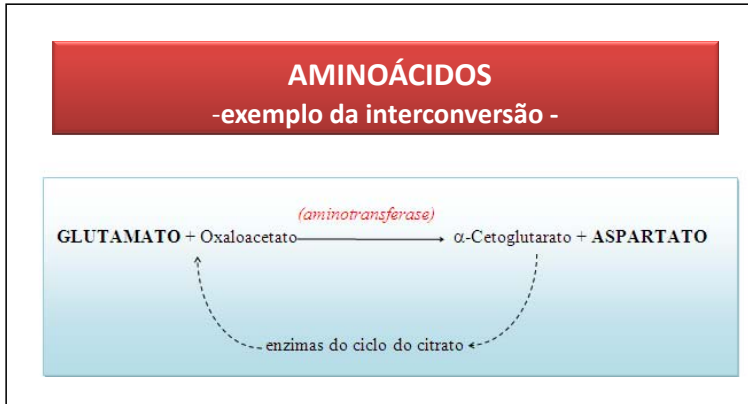 AMINOÁCIDOS
-exemplo da interconversão -
(aminotransferase)
GLUTAMATO + Oxaloacetato α-Cetoglutarato + ASPARTATO
enzimas do ciclo do citrato